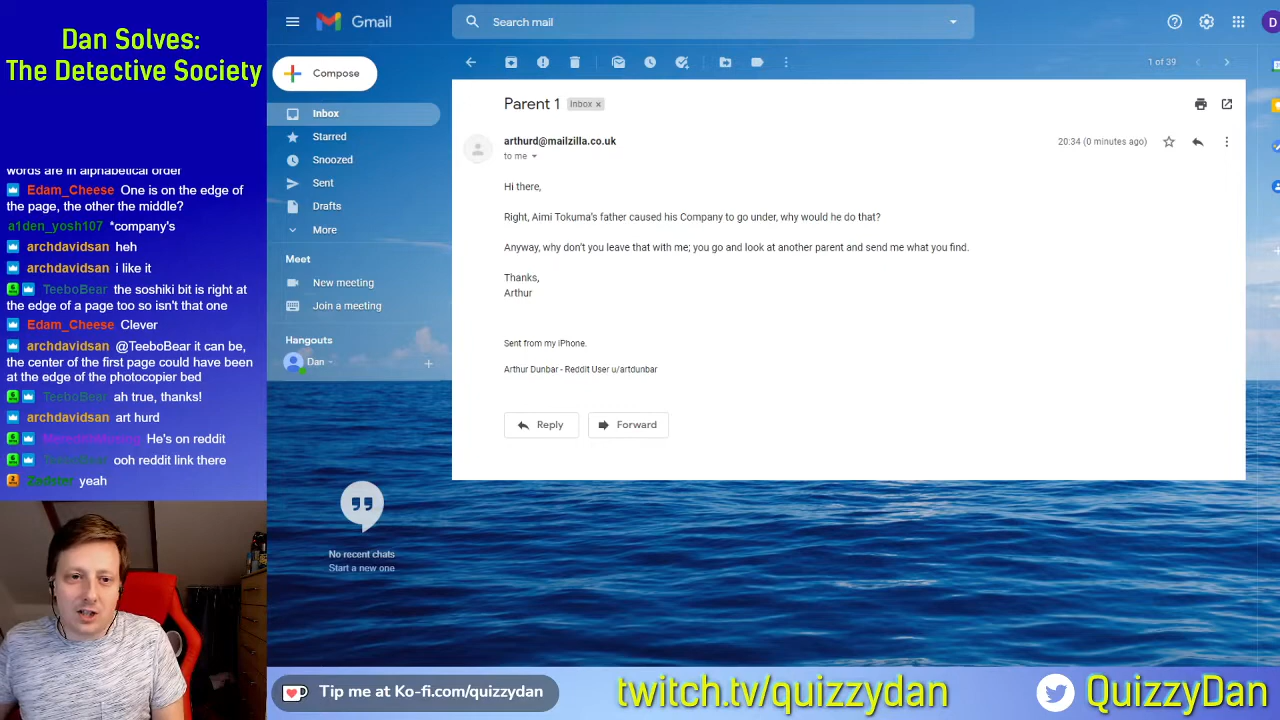 Dan Solves:
The Detective Society
words are in alphabetical order
Edam_Cheese One is on the edge of
the page, the other the middle?
a1den_yosh107 *company's
archdavidsan heh
archdavidsan i like it
TeeboBear the soshiki bit is right at
the edge of a page too so isn't that one
Edam_Cheese Clever
archdavidsan @TeeboBear it can be,
the center of the first page could have been
at the edge of the photocopier bed
TeeboBear ah true, thanks!
archdavidsan art hurd
He's on reddit
TeeboBear ooh reddit link there
Zadster yeah
Gmail
Search mail
Compose
Inbox
Starred
Snoozed
Sent
Drafts
More
Meet
New meeting
Join a meeting
Hangouts
Dan
No recent chats
Start a new one
1 of 39
D
Parent 1 Inbox x
arthurd@mailzilla.co.uk
20:34 (0 minutes ago)
to me
Hi there,
Right, Aimi Tokuma's father caused his Company to go under, why would he do that?
Anyway, why don't you leave that with me; you go and look at another parent and send me what you find.
Thanks,
Arthur
Sent from my iPhone.
Arthur Dunbar - Reddit User u/artdunbar
Reply
Forward
Tip me at Ko-fi.com/quizzydan
twitch.tv/quizzydan
QuizzyDan